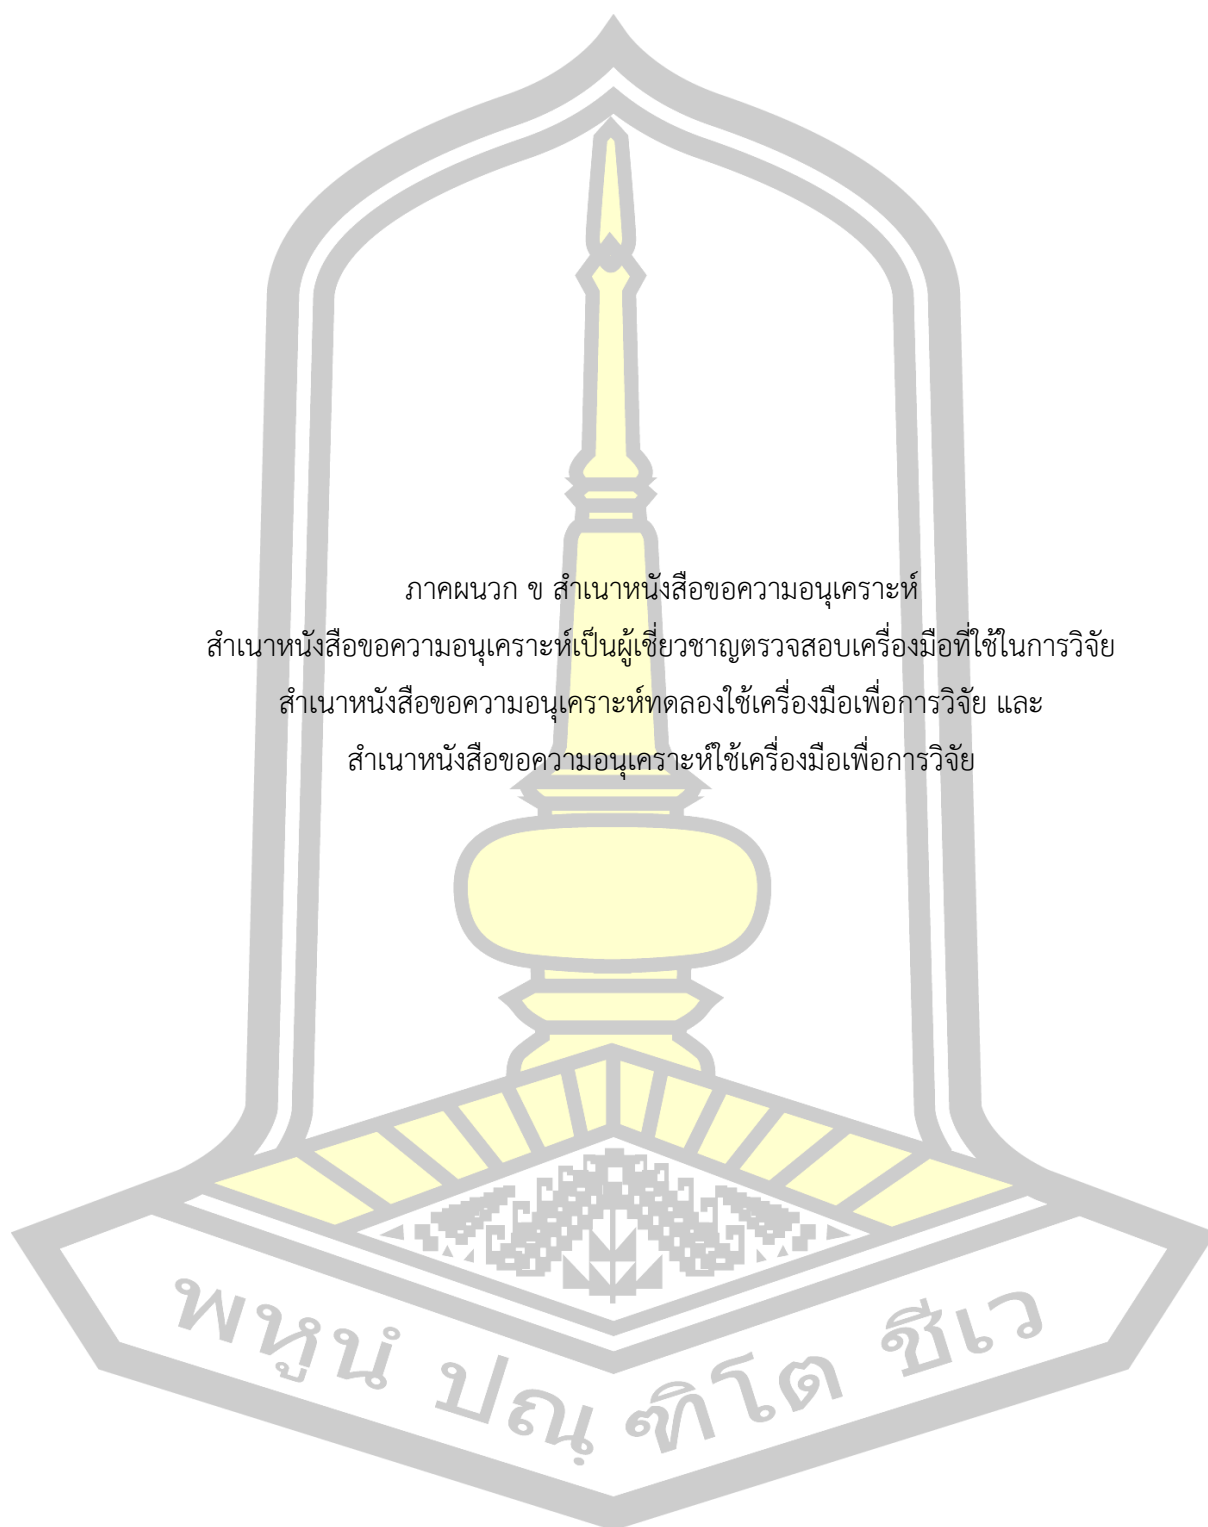 ภาคผนวก ข สำเนาหนังสือขอความอนุเคราะห์
สำเนาหนังสือขอความอนุเคราะห์เป็นผู้เชี่ยวชาญตรวจสอบเครื่องมือที่ใช้ในการวิจัย
สำเนาหนังสือขอความอนุเคราะห์ทดลองใช้เครื่องมือเพื่อการวิจัย และ
สำเนาหนังสือขอความอนุเคราะห์ใช้เครื่องมือเพื่อการวิจัย
พหูนํ ปณฺ ฑิโต ชีเว